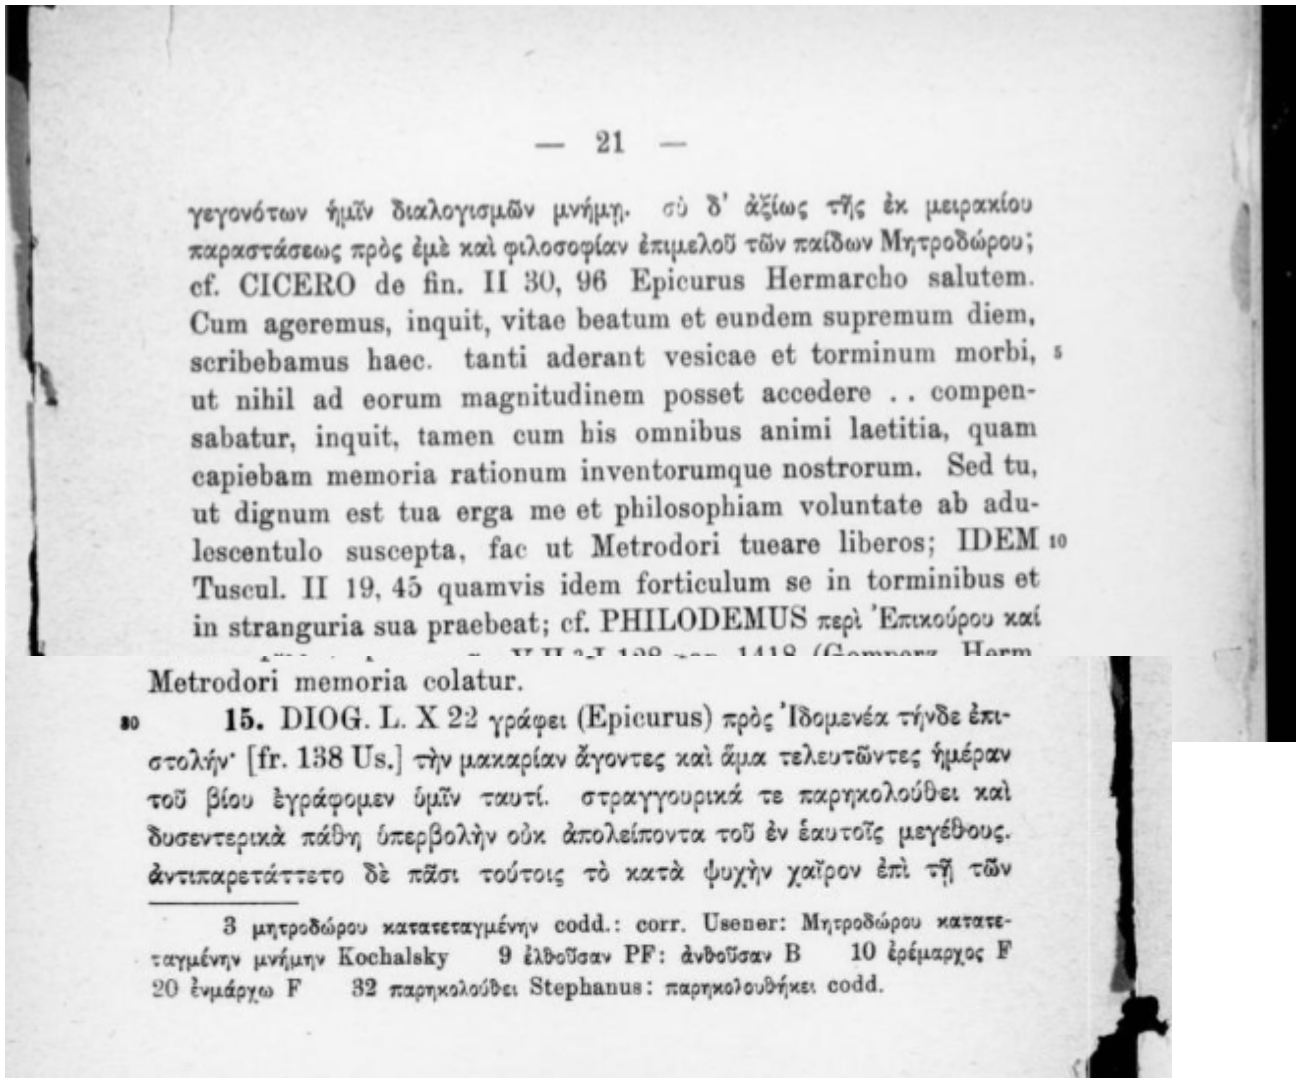 — 21 —
γεγονότων ἡμῖν διαλογισμῶν μνήμῃ. σὺ δ' ἀξίως τῆς ἐκ μειρακίου
παραστάσεως πρὸς ἐμὲ καὶ φιλοσοφίαν ἐπιμελοῦ τῶν παίδων Μητροδώρου;
cf. CICERO de fin. II 30, 96 Epicurus Hermarcho salutem.
Cum ageremus, inquit, vitae beatum et eundem supremum diem,
scribebamus haec. tanti aderant vesicae et torminum morbi, 5
ut nihil ad eorum magnitudinem posset accedere . . compen-
sabatur, inquit, tamen cum his omnibus animi laetitia, quam
capiebam memoria rationum inventorumque nostrorum. Sed tu,
ut dignum est tua erga me et philosophiam voluntate ab adu-
lescentulo suscepta, fac ut Metrodori tueare liberos; IDEM 10
Tuscul. II 19, 45 quamvis idem forticulum se in torminibus et
in stranguria sua praebeat; cf. PHILODEMUS περὶ Ἐπικούρου καί
1418 (Gomperz, Herm.
Metrodori memoria colatur.
30 15. DIOG. L. X 22 γράφει (Epicurus) πρὸς Ἰδομενέα τήνδε ἐπι-
στολήν· [fr. 138 Us.] τὴν μακαρίαν ἄγοντες καὶ ἅμα τελευτῶντες ἡμέραν
τοῦ βίου ἐγράφομεν ὑμῖν ταυτί. στραγγουρικά τε παρηκολούθει καὶ
δυσεντερικὰ πάθη ὑπερβολὴν οὐκ ἀπολείποντα τοῦ ἐν ἑαυτοῖς μεγέθους.
ἀντιπαρετάττετο δὲ πᾶσι τούτοις τὸ κατὰ ψυχὴν χαῖρον ἐπὶ τῇ τῶν
3 μητροδώρου κατατεταγμένην codd.: corr. Usener: Μητροδώρου κατατε-
ταγμένην μνήμην Kochalsky 9 ἐλθοῦσαν PF: ἀνθοῦσαν B 10 ἐρέμαρχος F
20 ἐνμάρχω F 32 παρηκολούθει Stephanus: παρηκολουθήκει codd.